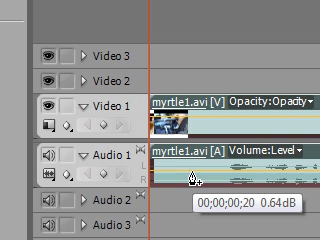 Video 3
Video 2
Video 1 myrtle1.avi [V] Opacity:Opacity
Audio 1 myrtle1.avi [A] Volume:Level
L
R
00;00;00;20 0.64dB
Audio 2
Audio 3